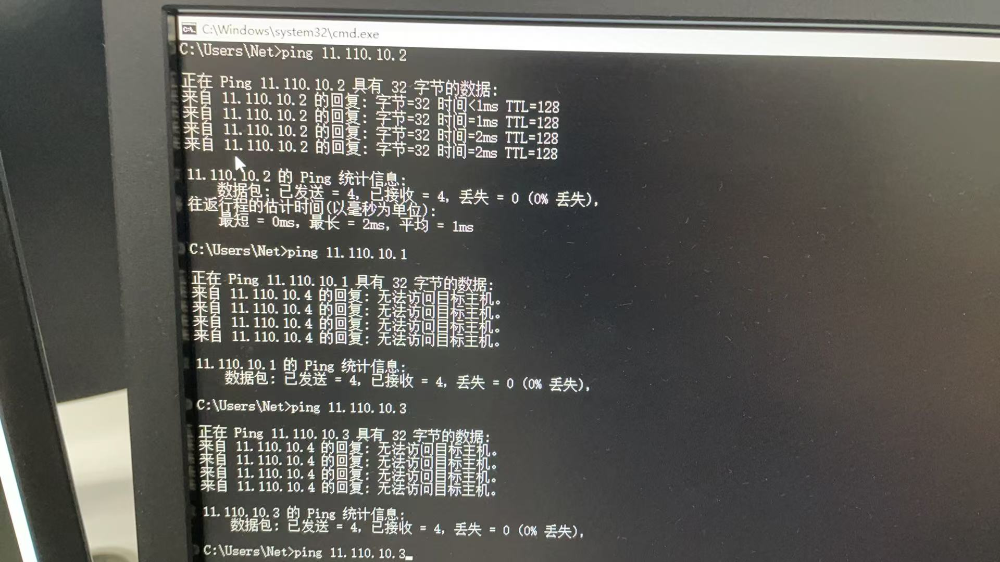 C:\Windows\system32\cmd.exe
C:\Users\Net>ping 11.110.10.2
正在 Ping 11.110.10.2 具有 32 字节的数据:
来自 11.110.10.2 的回复: 字节=32 时间<1ms TTL=128
来自 11.110.10.2 的回复: 字节=32 时间=1ms TTL=128
来自 11.110.10.2 的回复: 字节=32 时间=2ms TTL=128
来自 11.110.10.2 的回复: 字节=32 时间=2ms TTL=128
11.110.10.2 的 Ping 统计信息:
数据包: 已发送 = 4, 已接收 = 4, 丢失 = 0 (0% 丢失),
往返行程的估计时间(以毫秒为单位):
最短 = 0ms, 最长 = 2ms, 平均 = 1ms
C:\Users\Net>ping 11.110.10.1
正在 Ping 11.110.10.1 具有 32 字节的数据:
来自 11.110.10.4 的回复: 无法访问目标主机。
来自 11.110.10.4 的回复: 无法访问目标主机。
来自 11.110.10.4 的回复: 无法访问目标主机。
来自 11.110.10.4 的回复: 无法访问目标主机。
11.110.10.1 的 Ping 统计信息:
数据包: 已发送 = 4, 已接收 = 4, 丢失 = 0 (0% 丢失),
C:\Users\Net>ping 11.110.10.3
正在 Ping 11.110.10.3 具有 32 字节的数据:
来自 11.110.10.4 的回复: 无法访问目标主机。
来自 11.110.10.4 的回复: 无法访问目标主机。
来自 11.110.10.4 的回复: 无法访问目标主机。
来自 11.110.10.4 的回复: 无法访问目标主机。
11.110.10.3 的 Ping 统计信息:
数据包: 已发送 = 4, 已接收 = 4, 丢失 = 0 (0% 丢失),
C:\Users\Net>ping 11.110.10.3